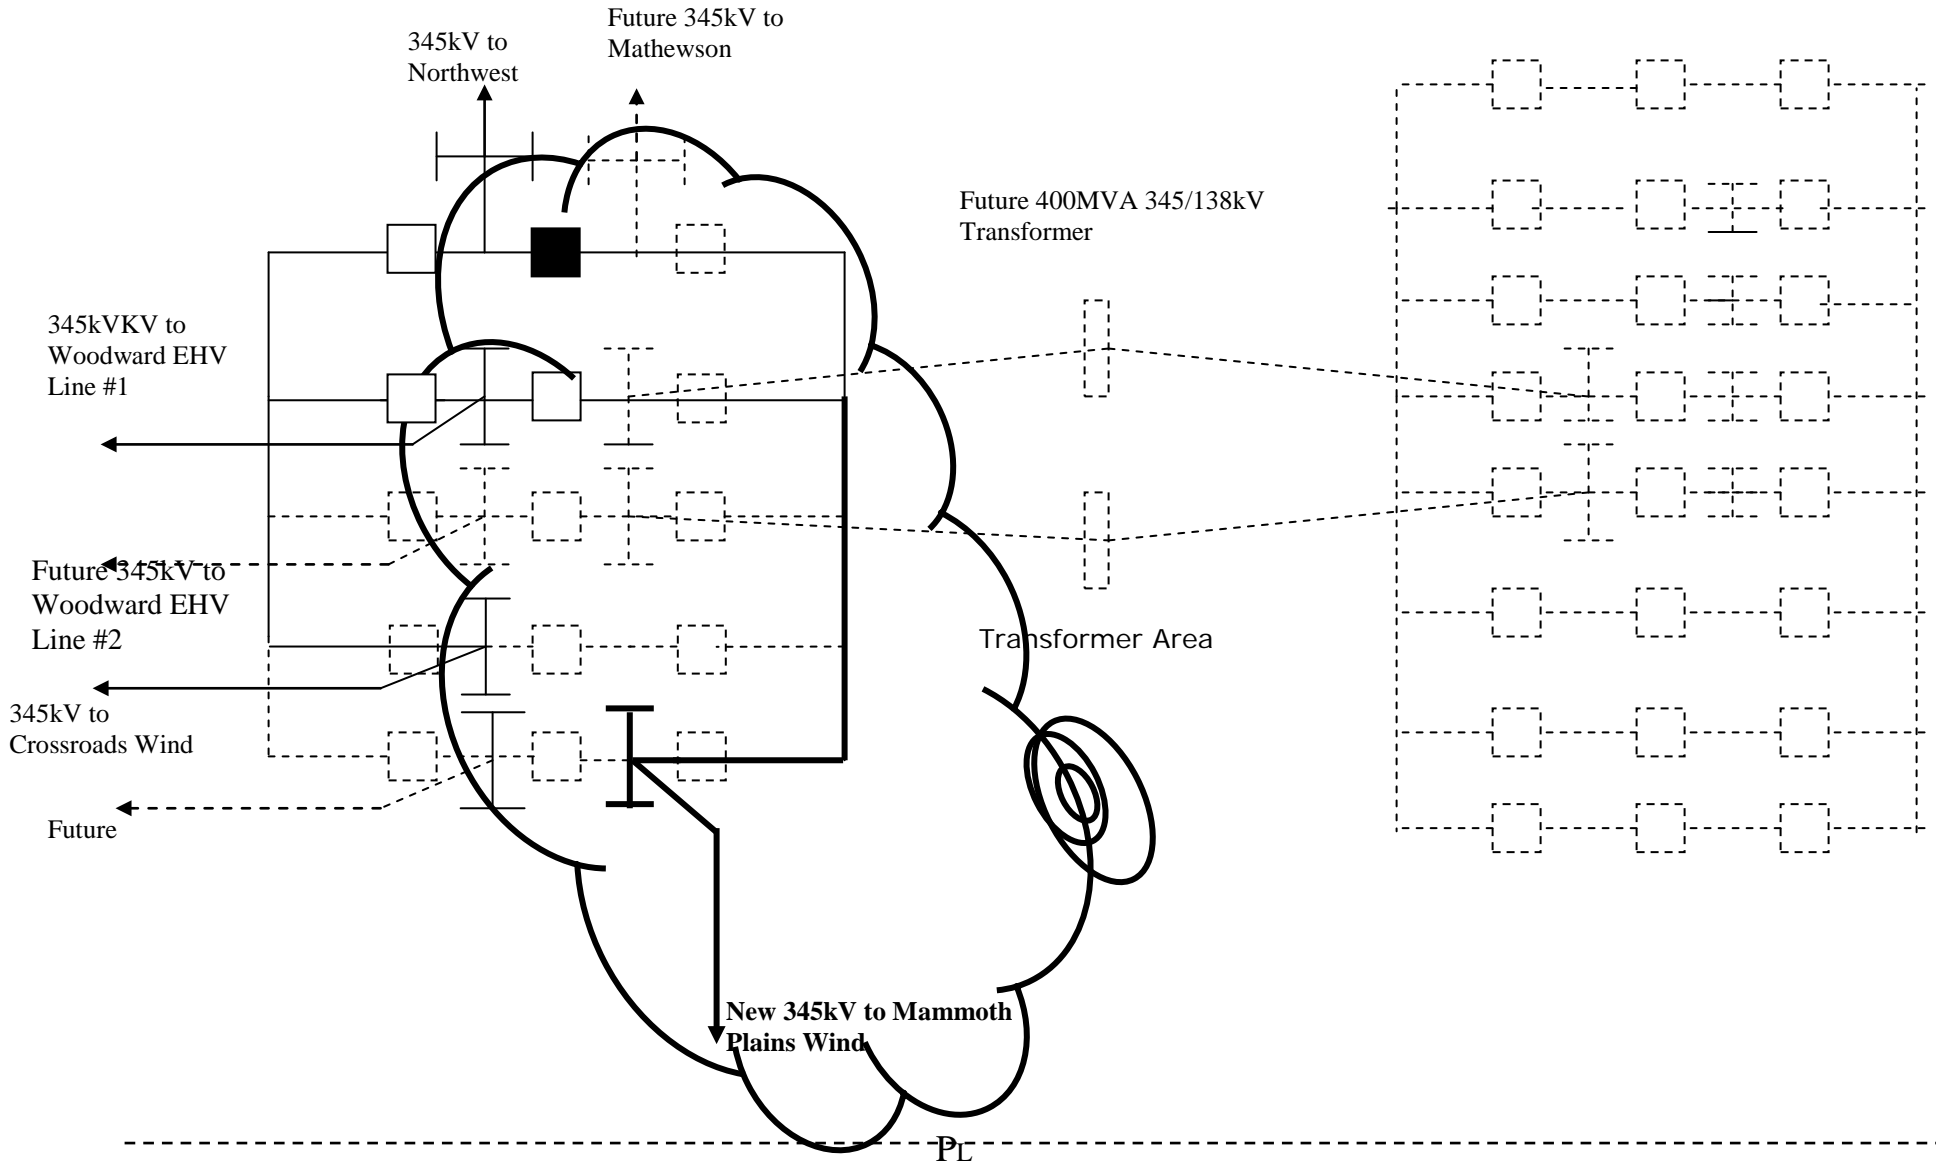 Future 345kV to
Mathewson
345kV to
Northwest
Future 400MVA 345/138kV
Transformer
345kVKV to
Woodward EHV
Line #1
Future 345kV to
Woodward EHV
Line #2
Transformer Area
345kV to
Crossroads Wind
Future
New 345kV to Mammoth
Plains Wind
PL